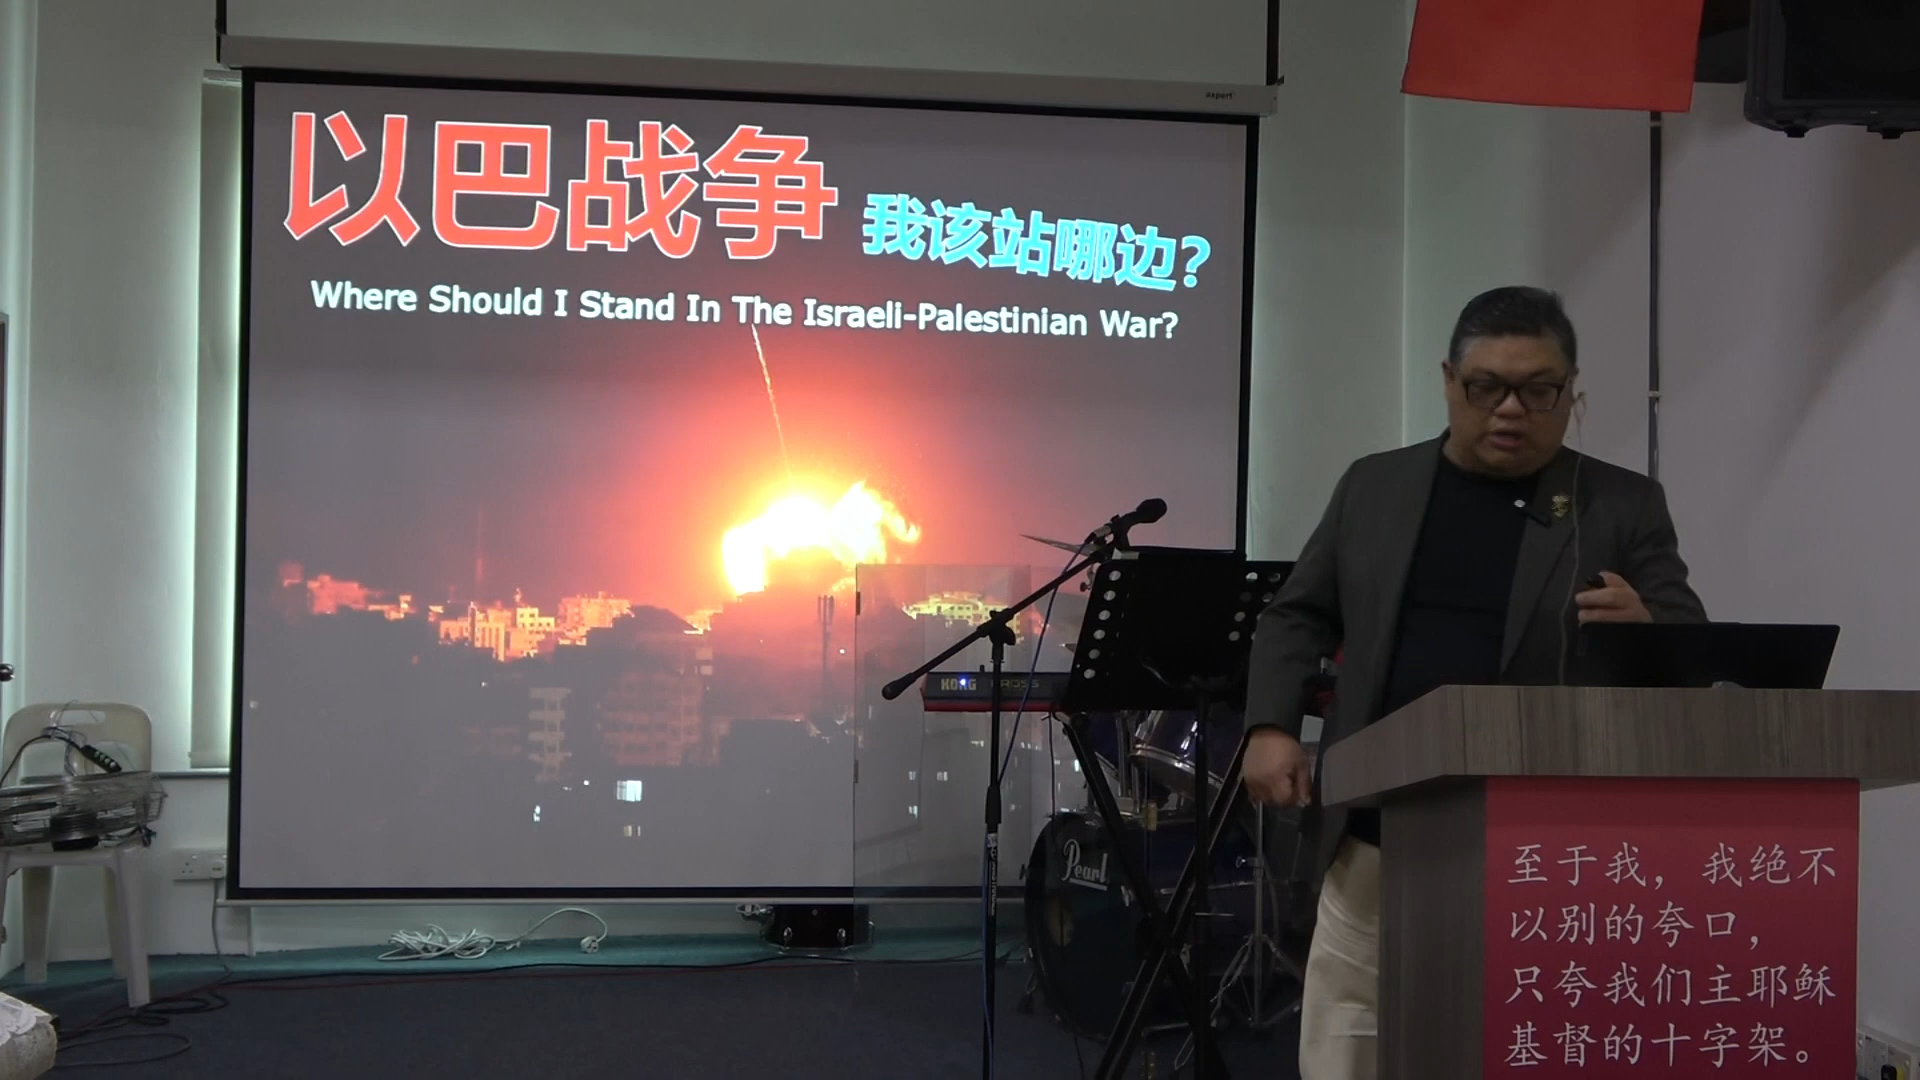 expert
以巴战争 我该站哪边?
Where Should I Stand In The Israeli-Palestinian War?
KORG CROSS
Pearl
至于我，我绝不
以别的夸口，
只夸我们主耶稣
基督的十字架。